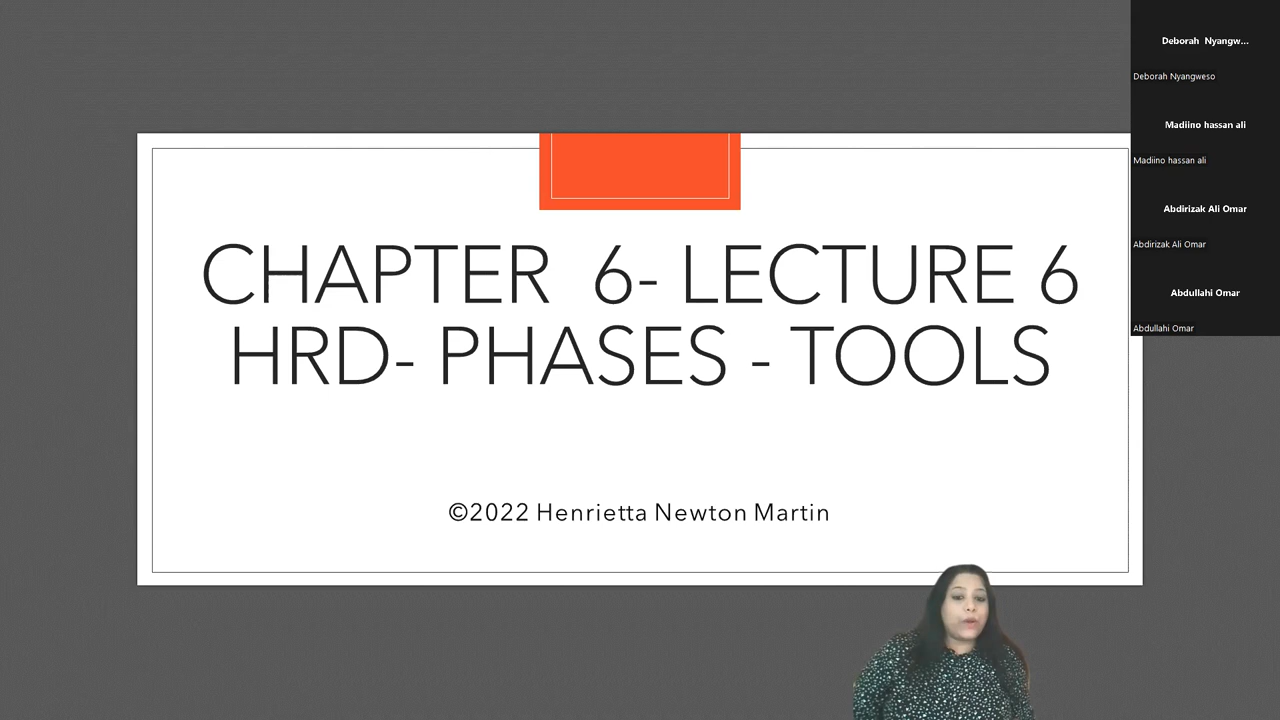 CHAPTER 6- LECTURE 6
HRD- PHASES - TOOLS
©2022 Henrietta Newton Martin
Deborah Nyangw...
Deborah Nyangweso
Madiino hassan ali
Madiino hassan ali
Abdirizak Ali Omar
Abdirizak Ali Omar
Abdullahi Omar
Abdullahi Omar